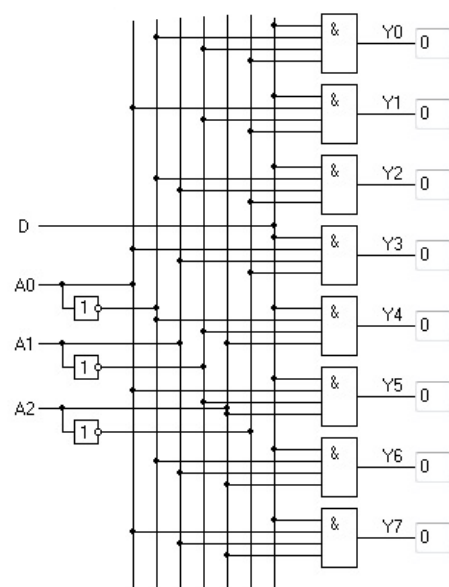 & Y0 0
& Y1 0
& Y2 0
D
& Y3 0
A0
1
& Y4 0
A1
1
& Y5 0
A2
1
& Y6 0
& Y7 0